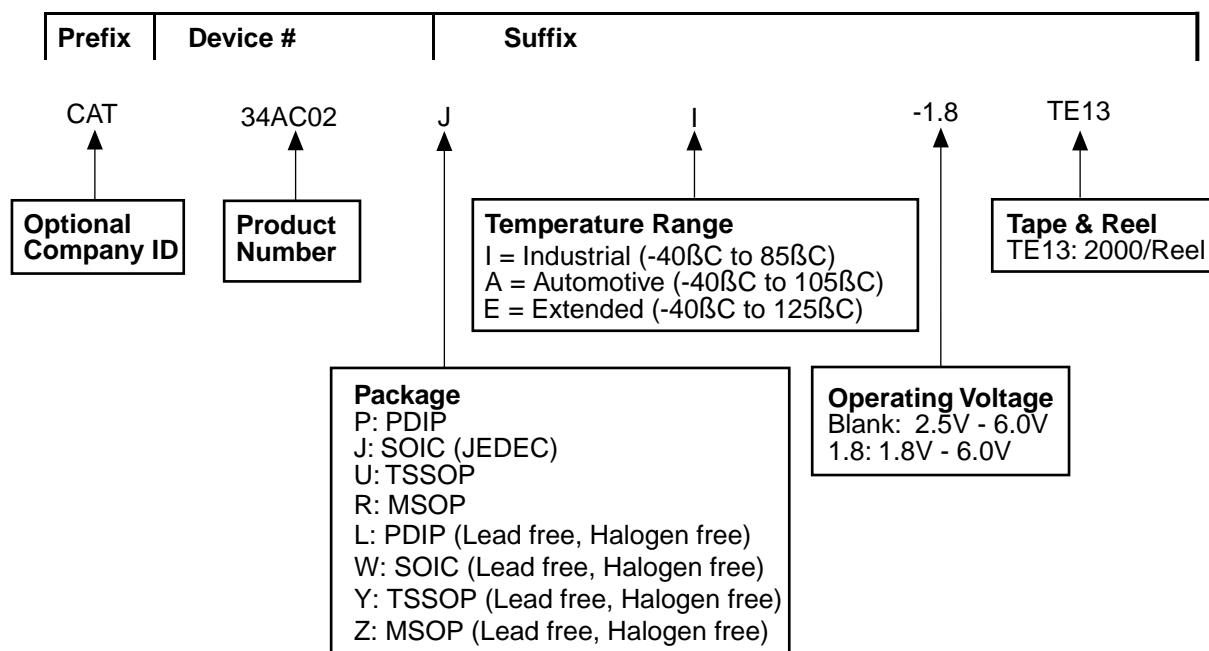 Prefix Device # Suffix
CAT 34AC02 J I -1.8 TE13
Optional
Company ID
Product
Number
Temperature Range
I = Industrial (-40ßC to 85ßC)
A = Automotive (-40ßC to 105ßC)
E = Extended (-40ßC to 125ßC)
Tape & Reel
TE13: 2000/Reel
Package
P: PDIP
J: SOIC (JEDEC)
U: TSSOP
R: MSOP
L: PDIP (Lead free, Halogen free)
W: SOIC (Lead free, Halogen free)
Y: TSSOP (Lead free, Halogen free)
Z: MSOP (Lead free, Halogen free)
Operating Voltage
Blank: 2.5V - 6.0V
1.8: 1.8V - 6.0V